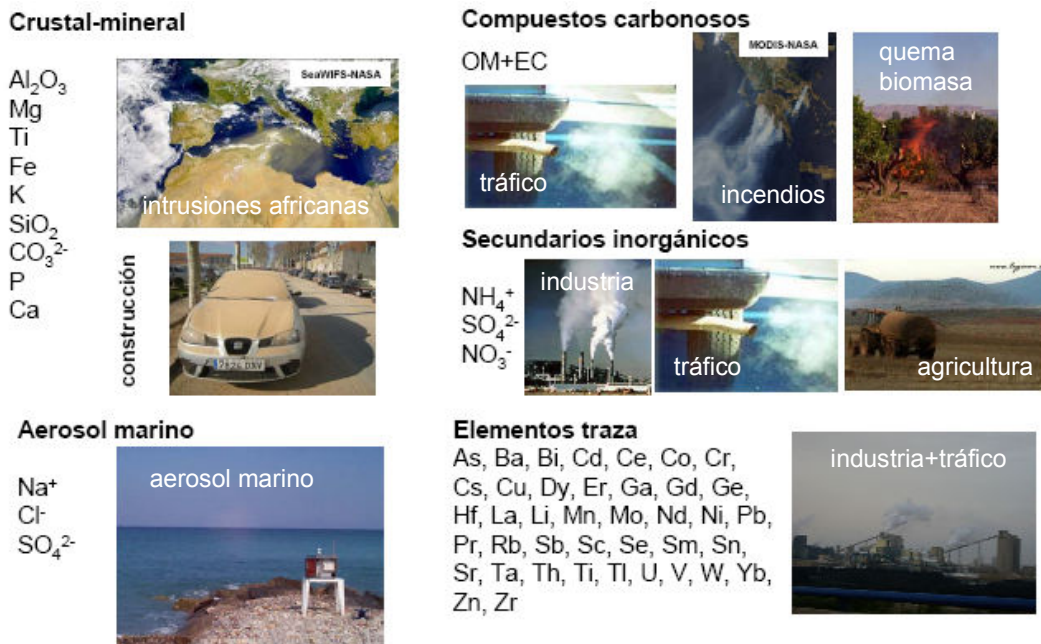 Crustal-mineral
Al₂O₃
Mg
Ti
Fe
K
SiO₂
CO₃²⁻
P
Ca
SeaWIFS-NASA
intrusiones africanas
construcción
Compuestos carbonosos
OM+EC
tráfico
MODIS-NASA
incendios
quema
biomasa
Secundarios inorgánicos
NH₄⁺
SO₄²⁻
NO₃⁻
industria
tráfico
agricultura
Aerosol marino
Na⁺
Cl⁻
SO₄²⁻
aerosol marino
Elementos traza
As, Ba, Bi, Cd, Ce, Co, Cr,
Cs, Cu, Dy, Er, Ga, Gd, Ge,
Hf, La, Li, Mn, Mo, Nd, Ni, Pb,
Pr, Rb, Sb, Sc, Se, Sm, Sn,
Sr, Ta, Th, Ti, Tl, U, V, W, Yb,
Zn, Zr
industria+tráfico